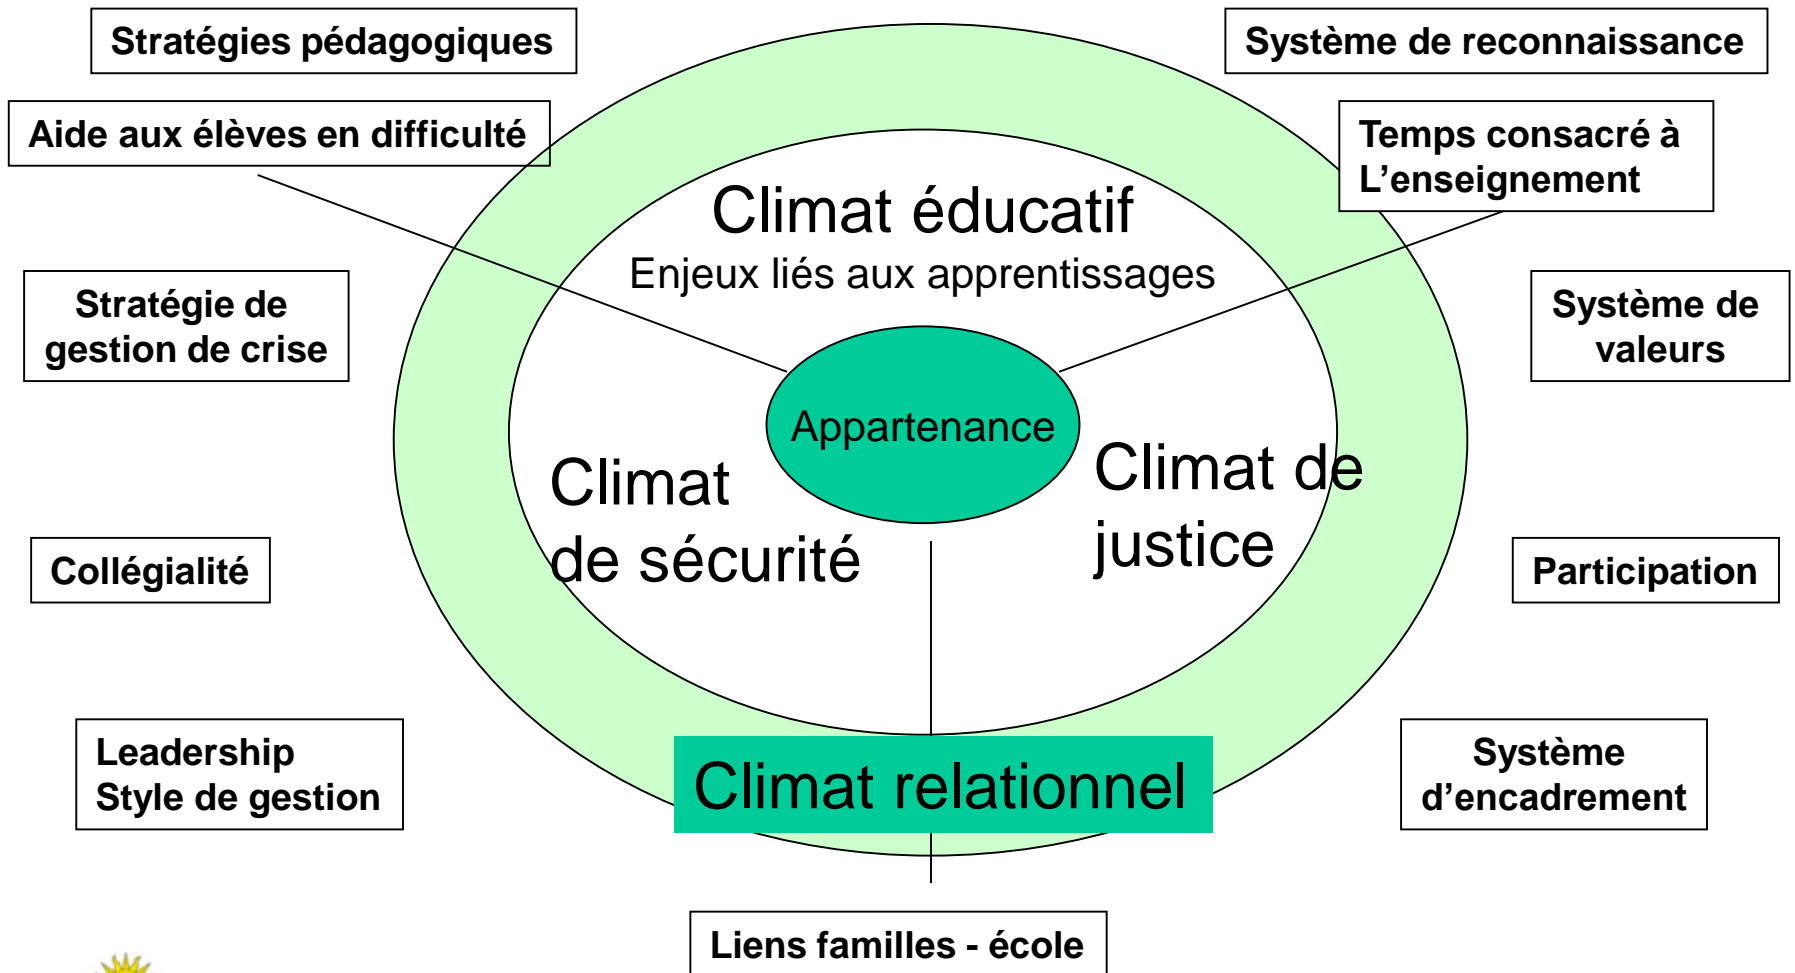 Stratégies pédagogiques
Système de reconnaissance
Aide aux élèves en difficulté
Temps consacré à
L’enseignement
Climat éducatif
Enjeux liés aux apprentissages
Stratégie de
gestion de crise
Système de
valeurs
Appartenance
Climat
de sécurité
Climat de
justice
Collégialité
Participation
Leadership
Style de gestion
Climat relationnel
Système
d’encadrement
Liens familles - école